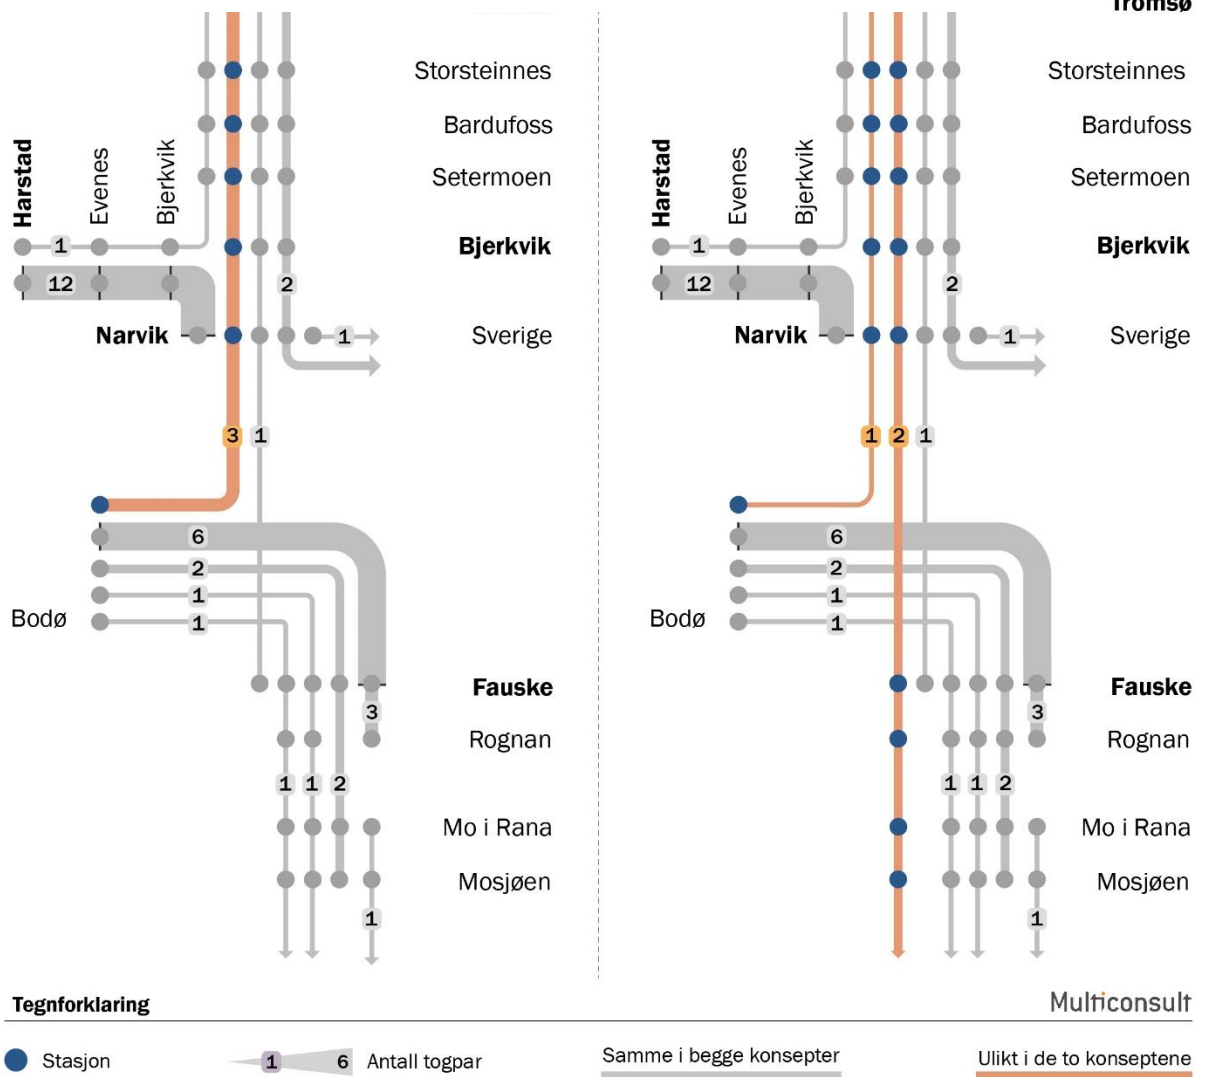 Tromsø
Storsteinnes
Bardufoss
Setermoen
Harstad
Evenes
Bjerkvik
1
Bjerkvik
12
2
Narvik
1
Sverige
3
1
6
2
1
Bodø
1
Fauske
3
Rognan
1
1
2
Mo i Rana
Mosjøen
1
Storsteinnes
Bardufoss
Setermoen
Harstad
Evenes
Bjerkvik
1
Bjerkvik
12
2
Narvik
1
Sverige
1
2
1
6
2
1
Bodø
1
Fauske
3
Rognan
1
1
2
Mo i Rana
Mosjøen
1
Tegnforklaring
Multiconsult
Stasjon
1 6 Antall togpar
Samme i begge konsepter
Ulikt i de to konseptene